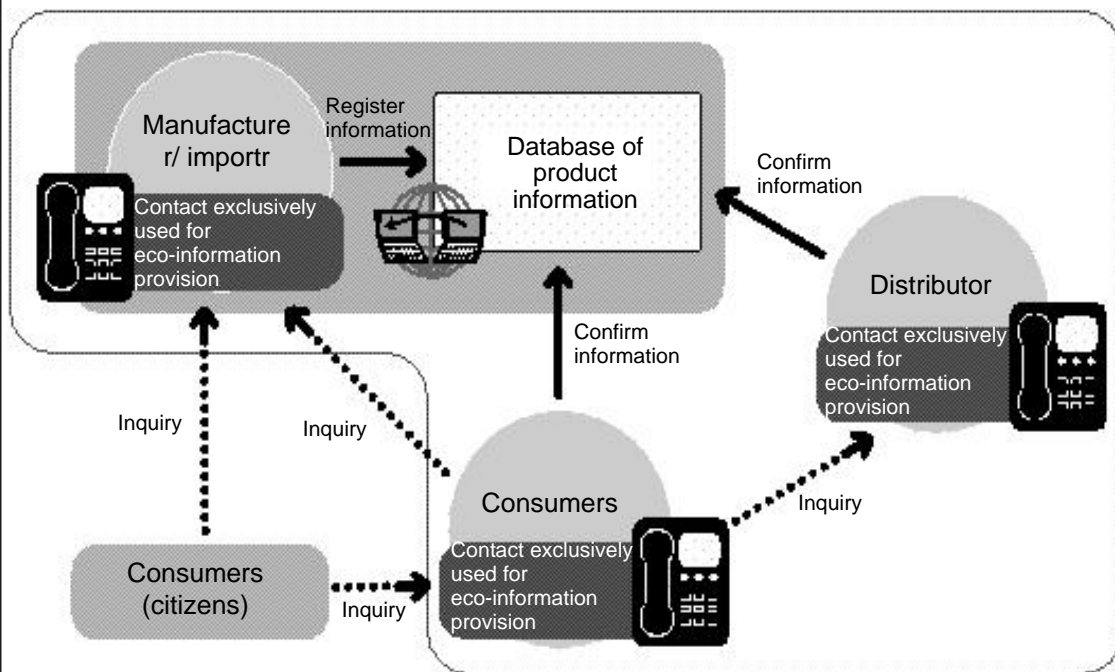 Manufacture
r/ importr
Contact exclusively
used for
eco-information
provision
Register
information
Database of
product
information
Confirm
information
Distributor
Contact exclusively
used for
eco-information
provision
Confirm
information
Inquiry
Inquiry
Consumers
Contact exclusively
used for
eco-information
provision
Inquiry
Consumers
(citizens)
Inquiry